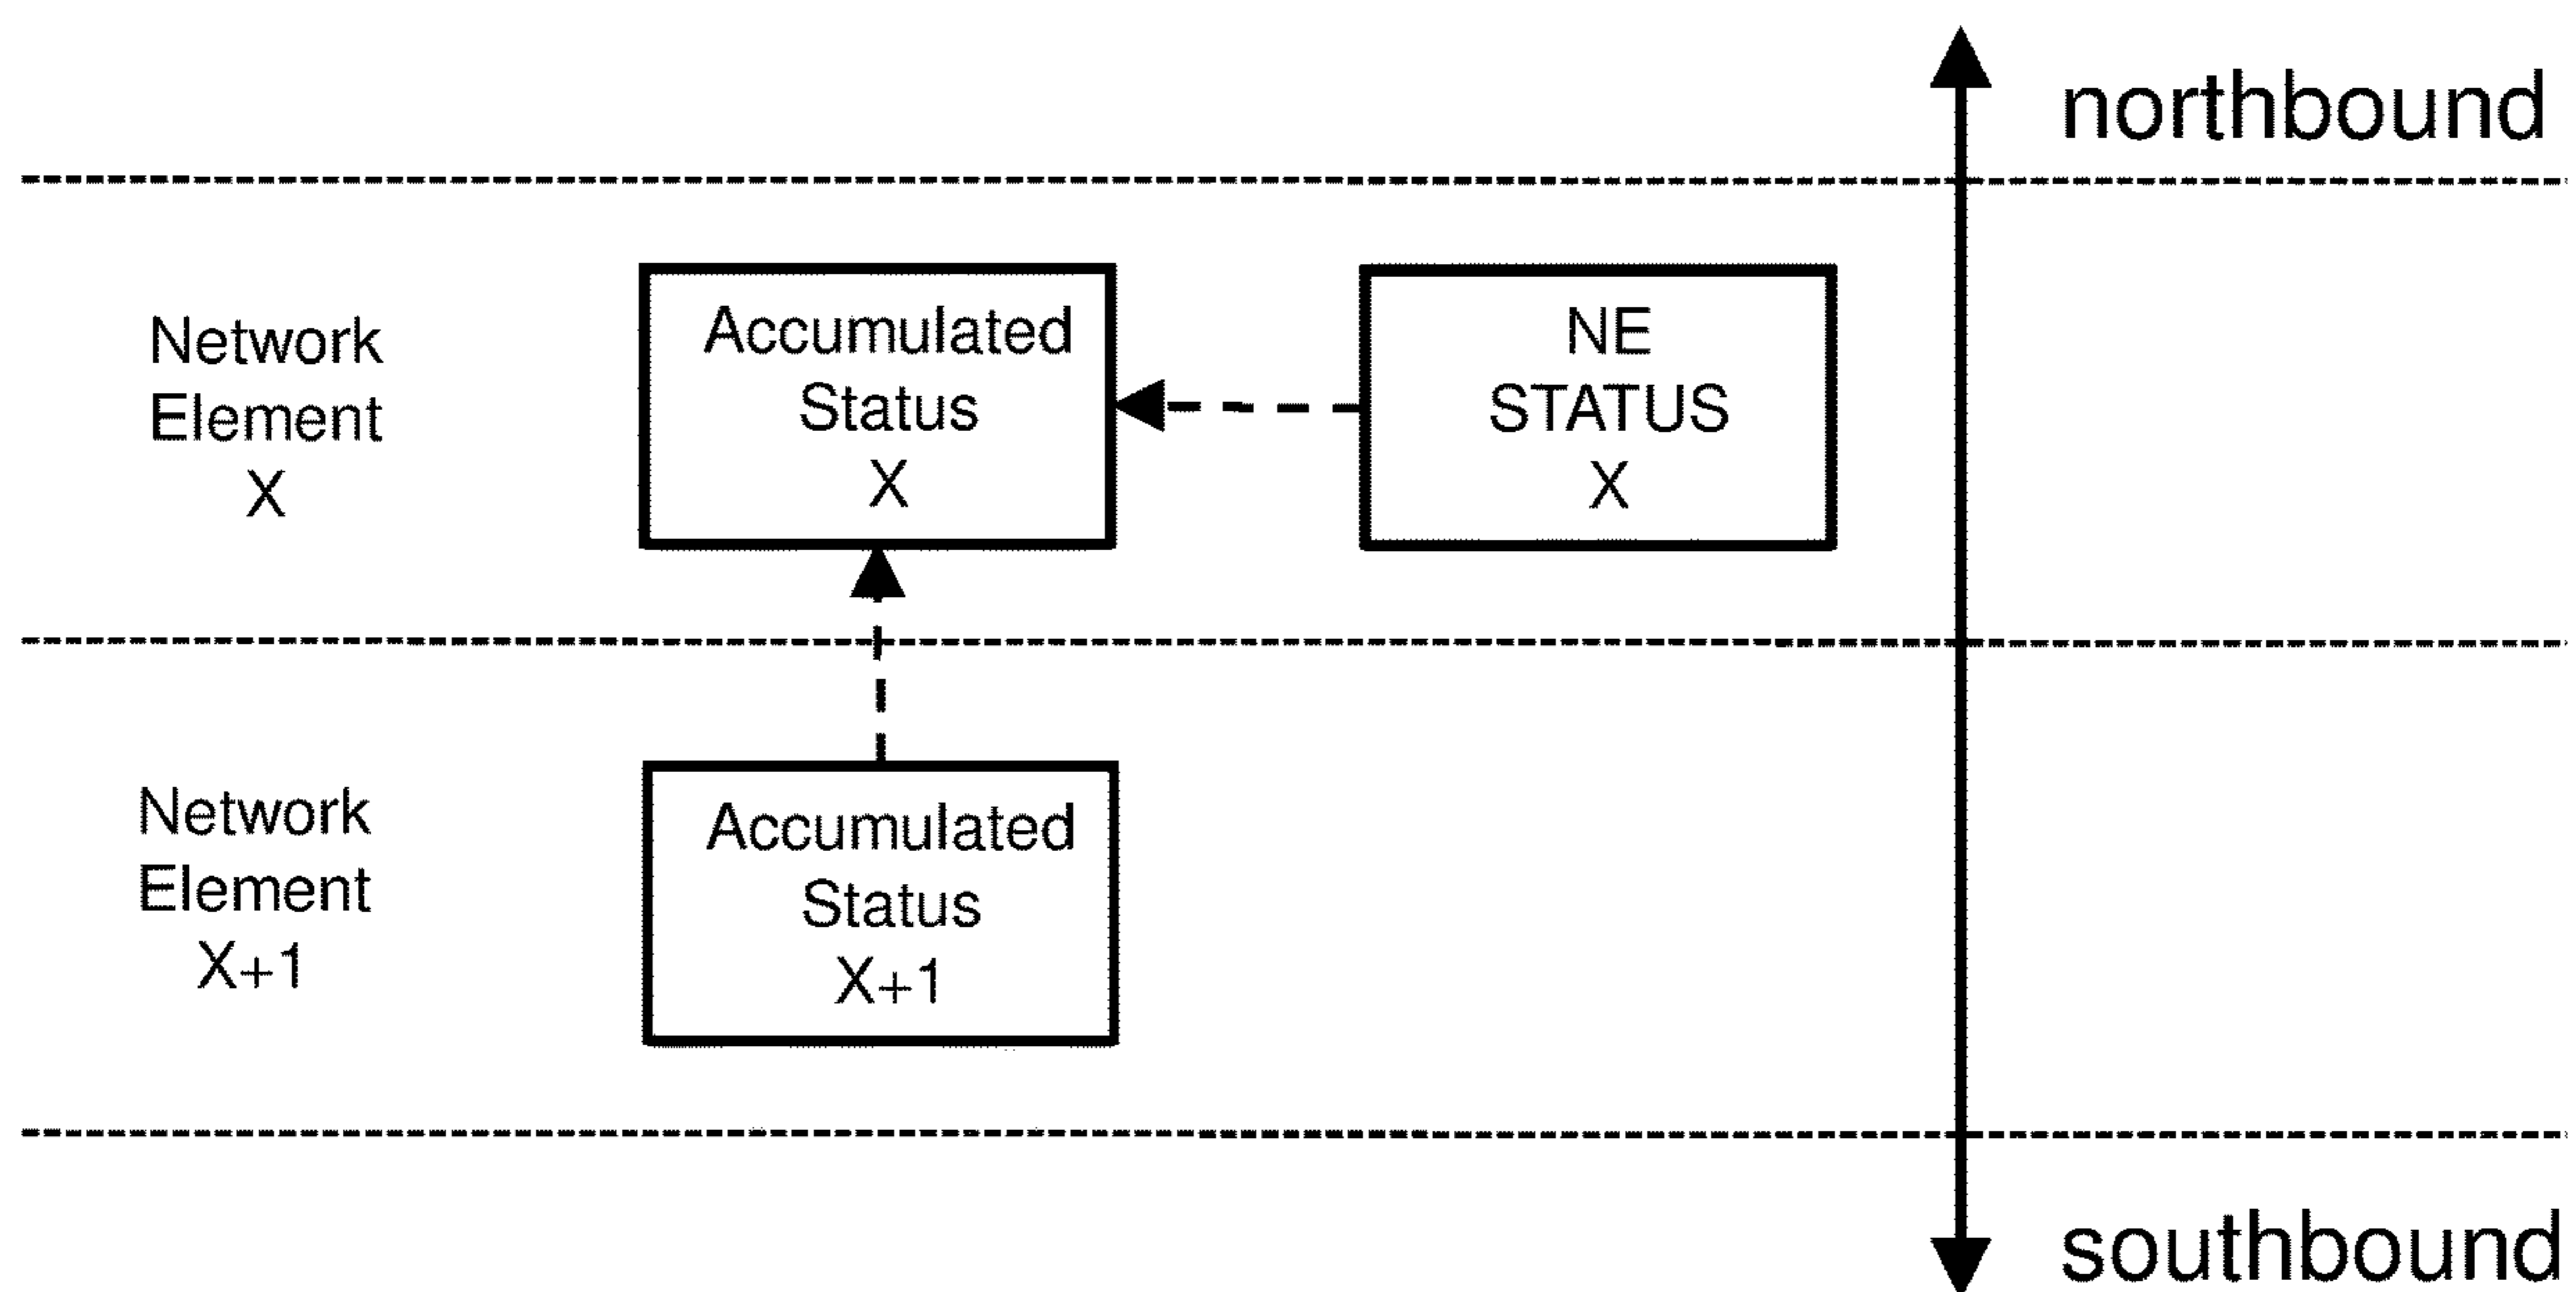 northbound
Network
Element
X
Accumulated
Status
X
NE
STATUS
X
Network
Element
X+1
Accumulated
Status
X+1
southbound